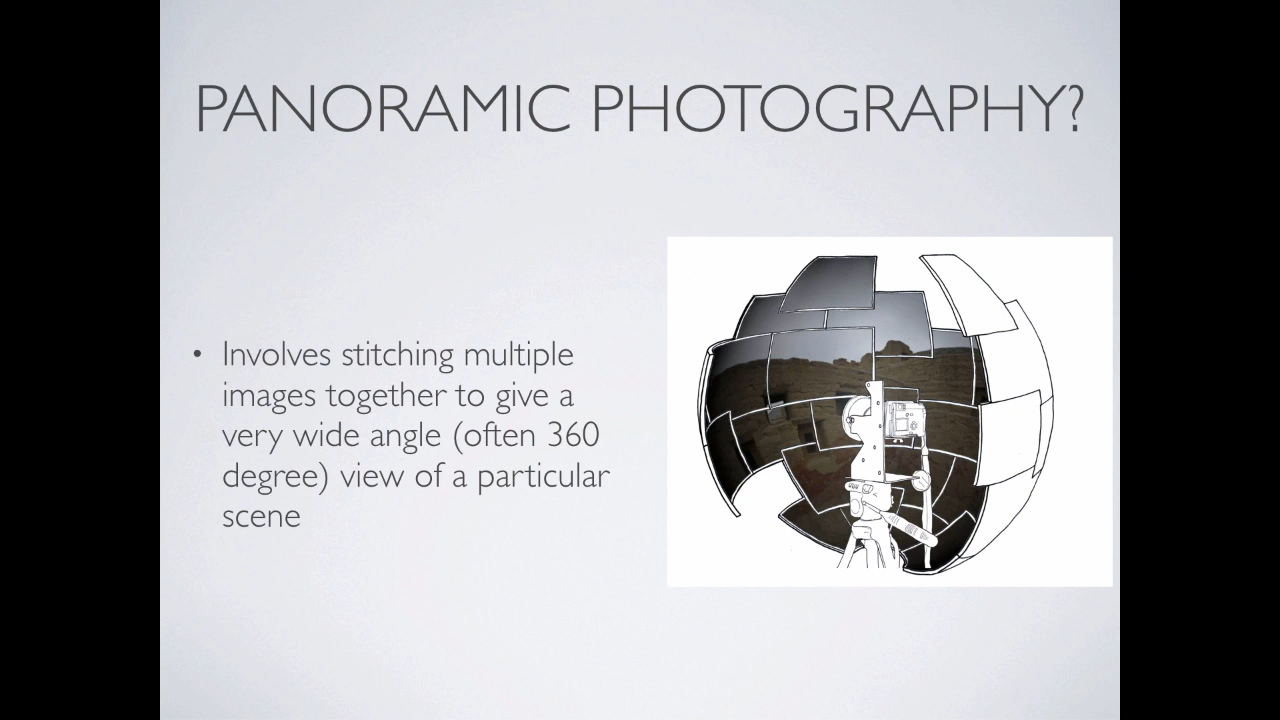 PANORAMIC PHOTOGRAPHY?
• Involves stitching multiple
images together to give a
very wide angle (often 360
degree) view of a particular
scene